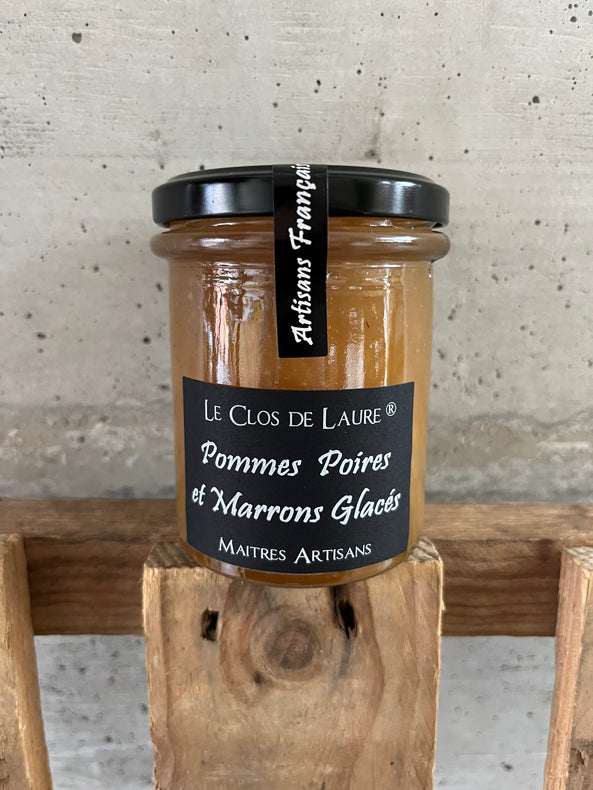 Artisans Français
LE CLOS DE LAURE ®
Pommes Poires
et Marrons Glacés
MAITRES ARTISANS